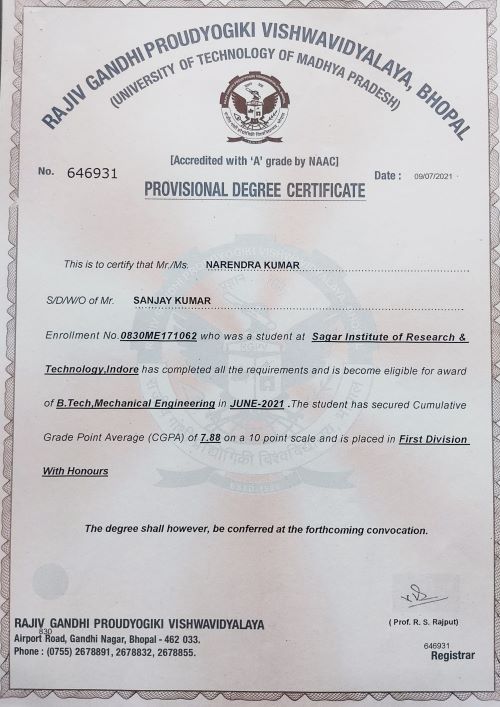 RAJIV GANDHI PROUDYOGIKI VISHWAVIDYALAYA, BHOPAL
(UNIVERSITY OF TECHNOLOGY OF MADHYA PRADESH)
[Accredited with 'A' grade by NAAC]
No. 646931
Date : 09/07/2021
PROVISIONAL DEGREE CERTIFICATE
This is to certify that Mr./Ms. NARENDRA KUMAR
S/D/W/O of Mr. SANJAY KUMAR
Enrollment No.0830ME171062 who was a student at Sagar Institute of Research &
Technology,Indore has completed all the requirements and is become eligible for award
of B.Tech,Mechanical Engineering in JUNE-2021 .The student has secured Cumulative
Grade Point Average (CGPA) of 7.88 on a 10 point scale and is placed in First Division
With Honours
The degree shall however, be conferred at the forthcoming convocation.
RAJIV GANDHI PROUDYOGIKI VISHWAVIDYALAYA
830
Airport Road, Gandhi Nagar, Bhopal - 462 033.
Phone : (0755) 2678891, 2678832, 2678855.
( Prof. R. S. Rajput)
646931
Registrar